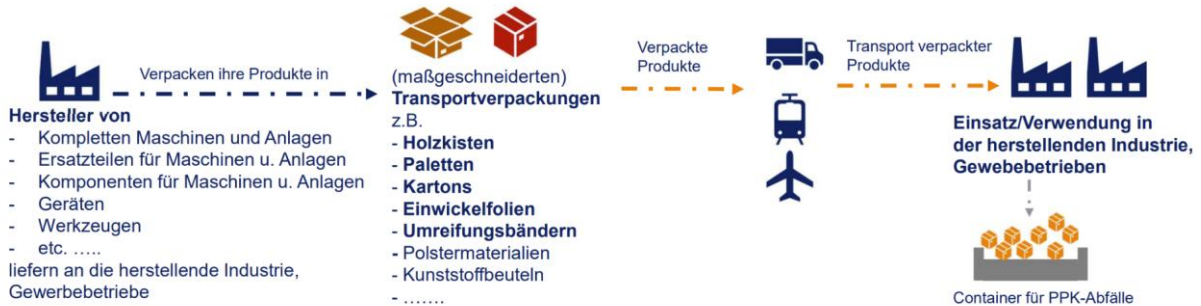 Verpacken ihre Produkte in
Hersteller von
- Kompletten Maschinen und Anlagen
- Ersatzteilen für Maschinen u. Anlagen
- Komponenten für Maschinen u. Anlagen
- Geräten
- Werkzeugen
- etc. …..
liefern an die herstellende Industrie,
Gewerbebetriebe
(maßgeschneiderten)
Transportverpackungen
z.B.
- Holzkisten
- Paletten
- Kartons
- Einwickelfolien
- Umreifungsbändern
- Polstermaterialien
- Kunststoffbeuteln
- …….
Verpackte
Produkte
Transport verpackter
Produkte
Einsatz/Verwendung in
der herstellenden Industrie,
Gewebebetrieben
Container für PPK-Abfälle